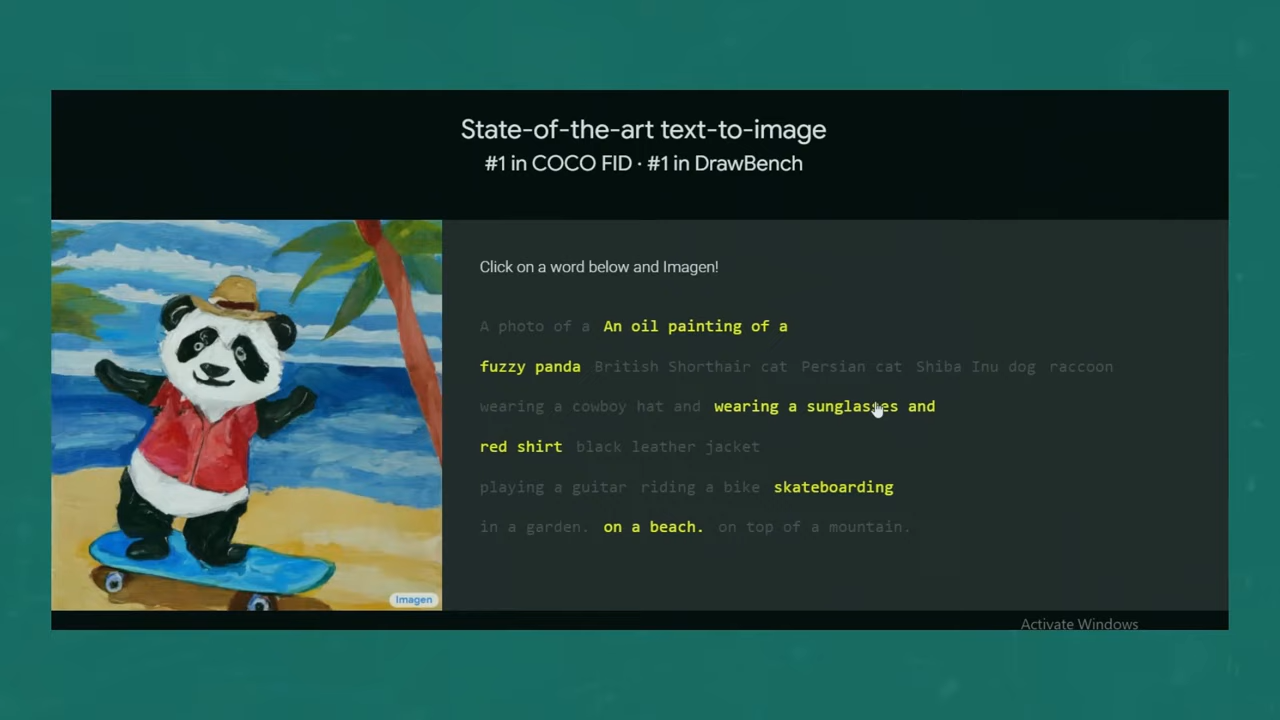 State-of-the-art text-to-image
#1 in COCO FID · #1 in DrawBench
Click on a word below and Imagen!
A photo of a An oil painting of a
fuzzy panda British Shorthair cat Persian cat Shiba Inu dog raccoon
wearing a cowboy hat and wearing a sunglasses and
red shirt black leather jacket
playing a guitar riding a bike skateboarding
in a garden. on a beach. on top of a mountain.
Imagen
Activate Windows